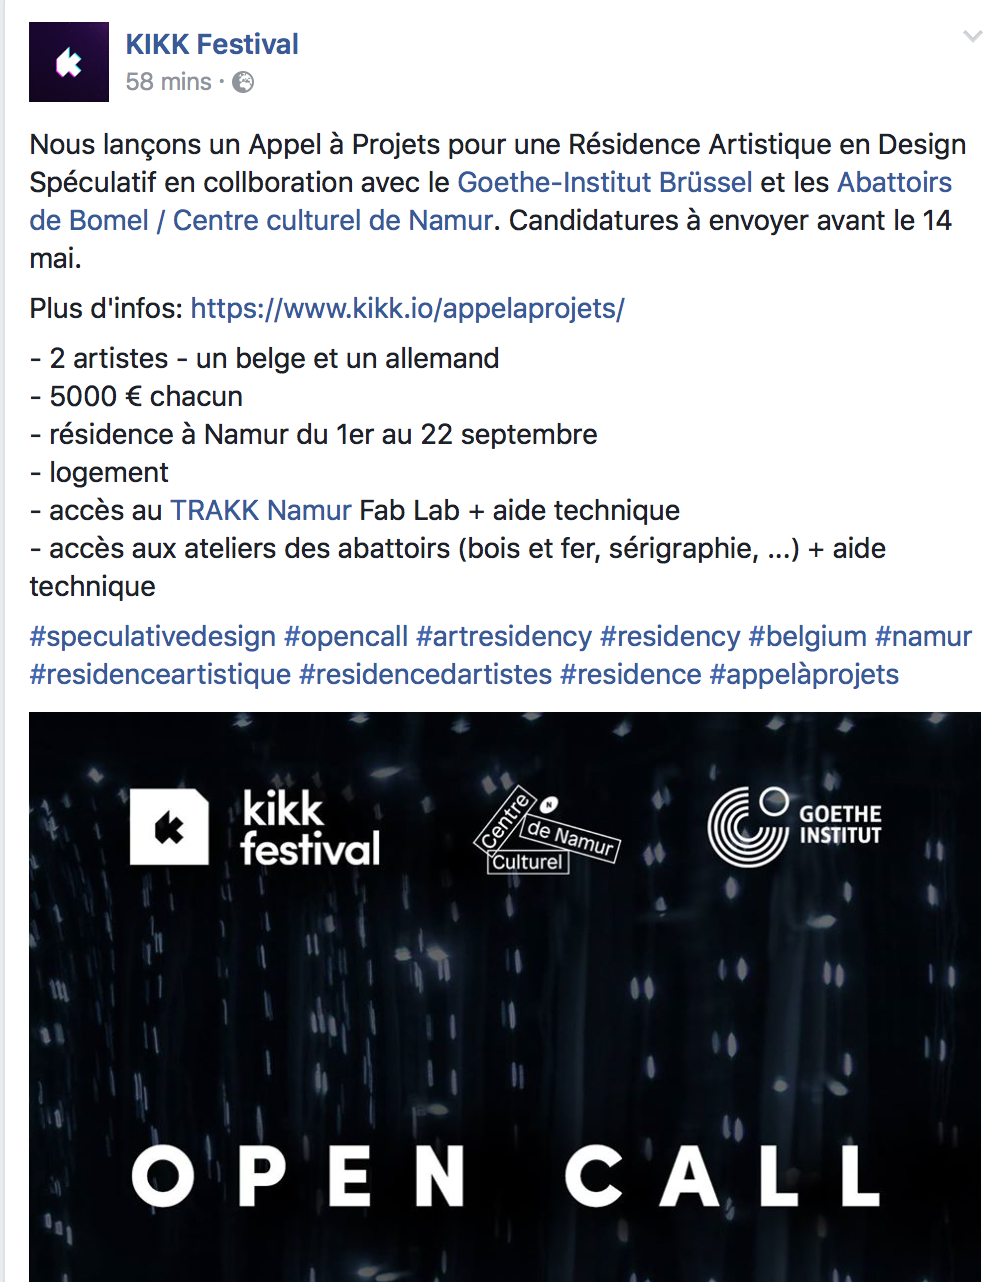 KIKK Festival
58 mins ·
Nous lançons un Appel à Projets pour une Résidence Artistique en Design
Spéculatif en collboration avec le Goethe-Institut Brüssel et les Abattoirs
de Bomel / Centre culturel de Namur. Candidatures à envoyer avant le 14
mai.
Plus d'infos: https://www.kikk.io/appelaprojets/
- 2 artistes - un belge et un allemand
- 5000 € chacun
- résidence à Namur du 1er au 22 septembre
- logement
- accès au TRAKK Namur Fab Lab + aide technique
- accès aux ateliers des abattoirs (bois et fer, sérigraphie, ...) + aide
technique
#speculativedesign #opencall #artresidency #residency #belgium #namur
#residenceartistique #residencedartistes #residence #appelàprojets
kikk
festival
Centre
N
de Namur
Culturel
GOETHE
INSTITUT
OPEN CALL